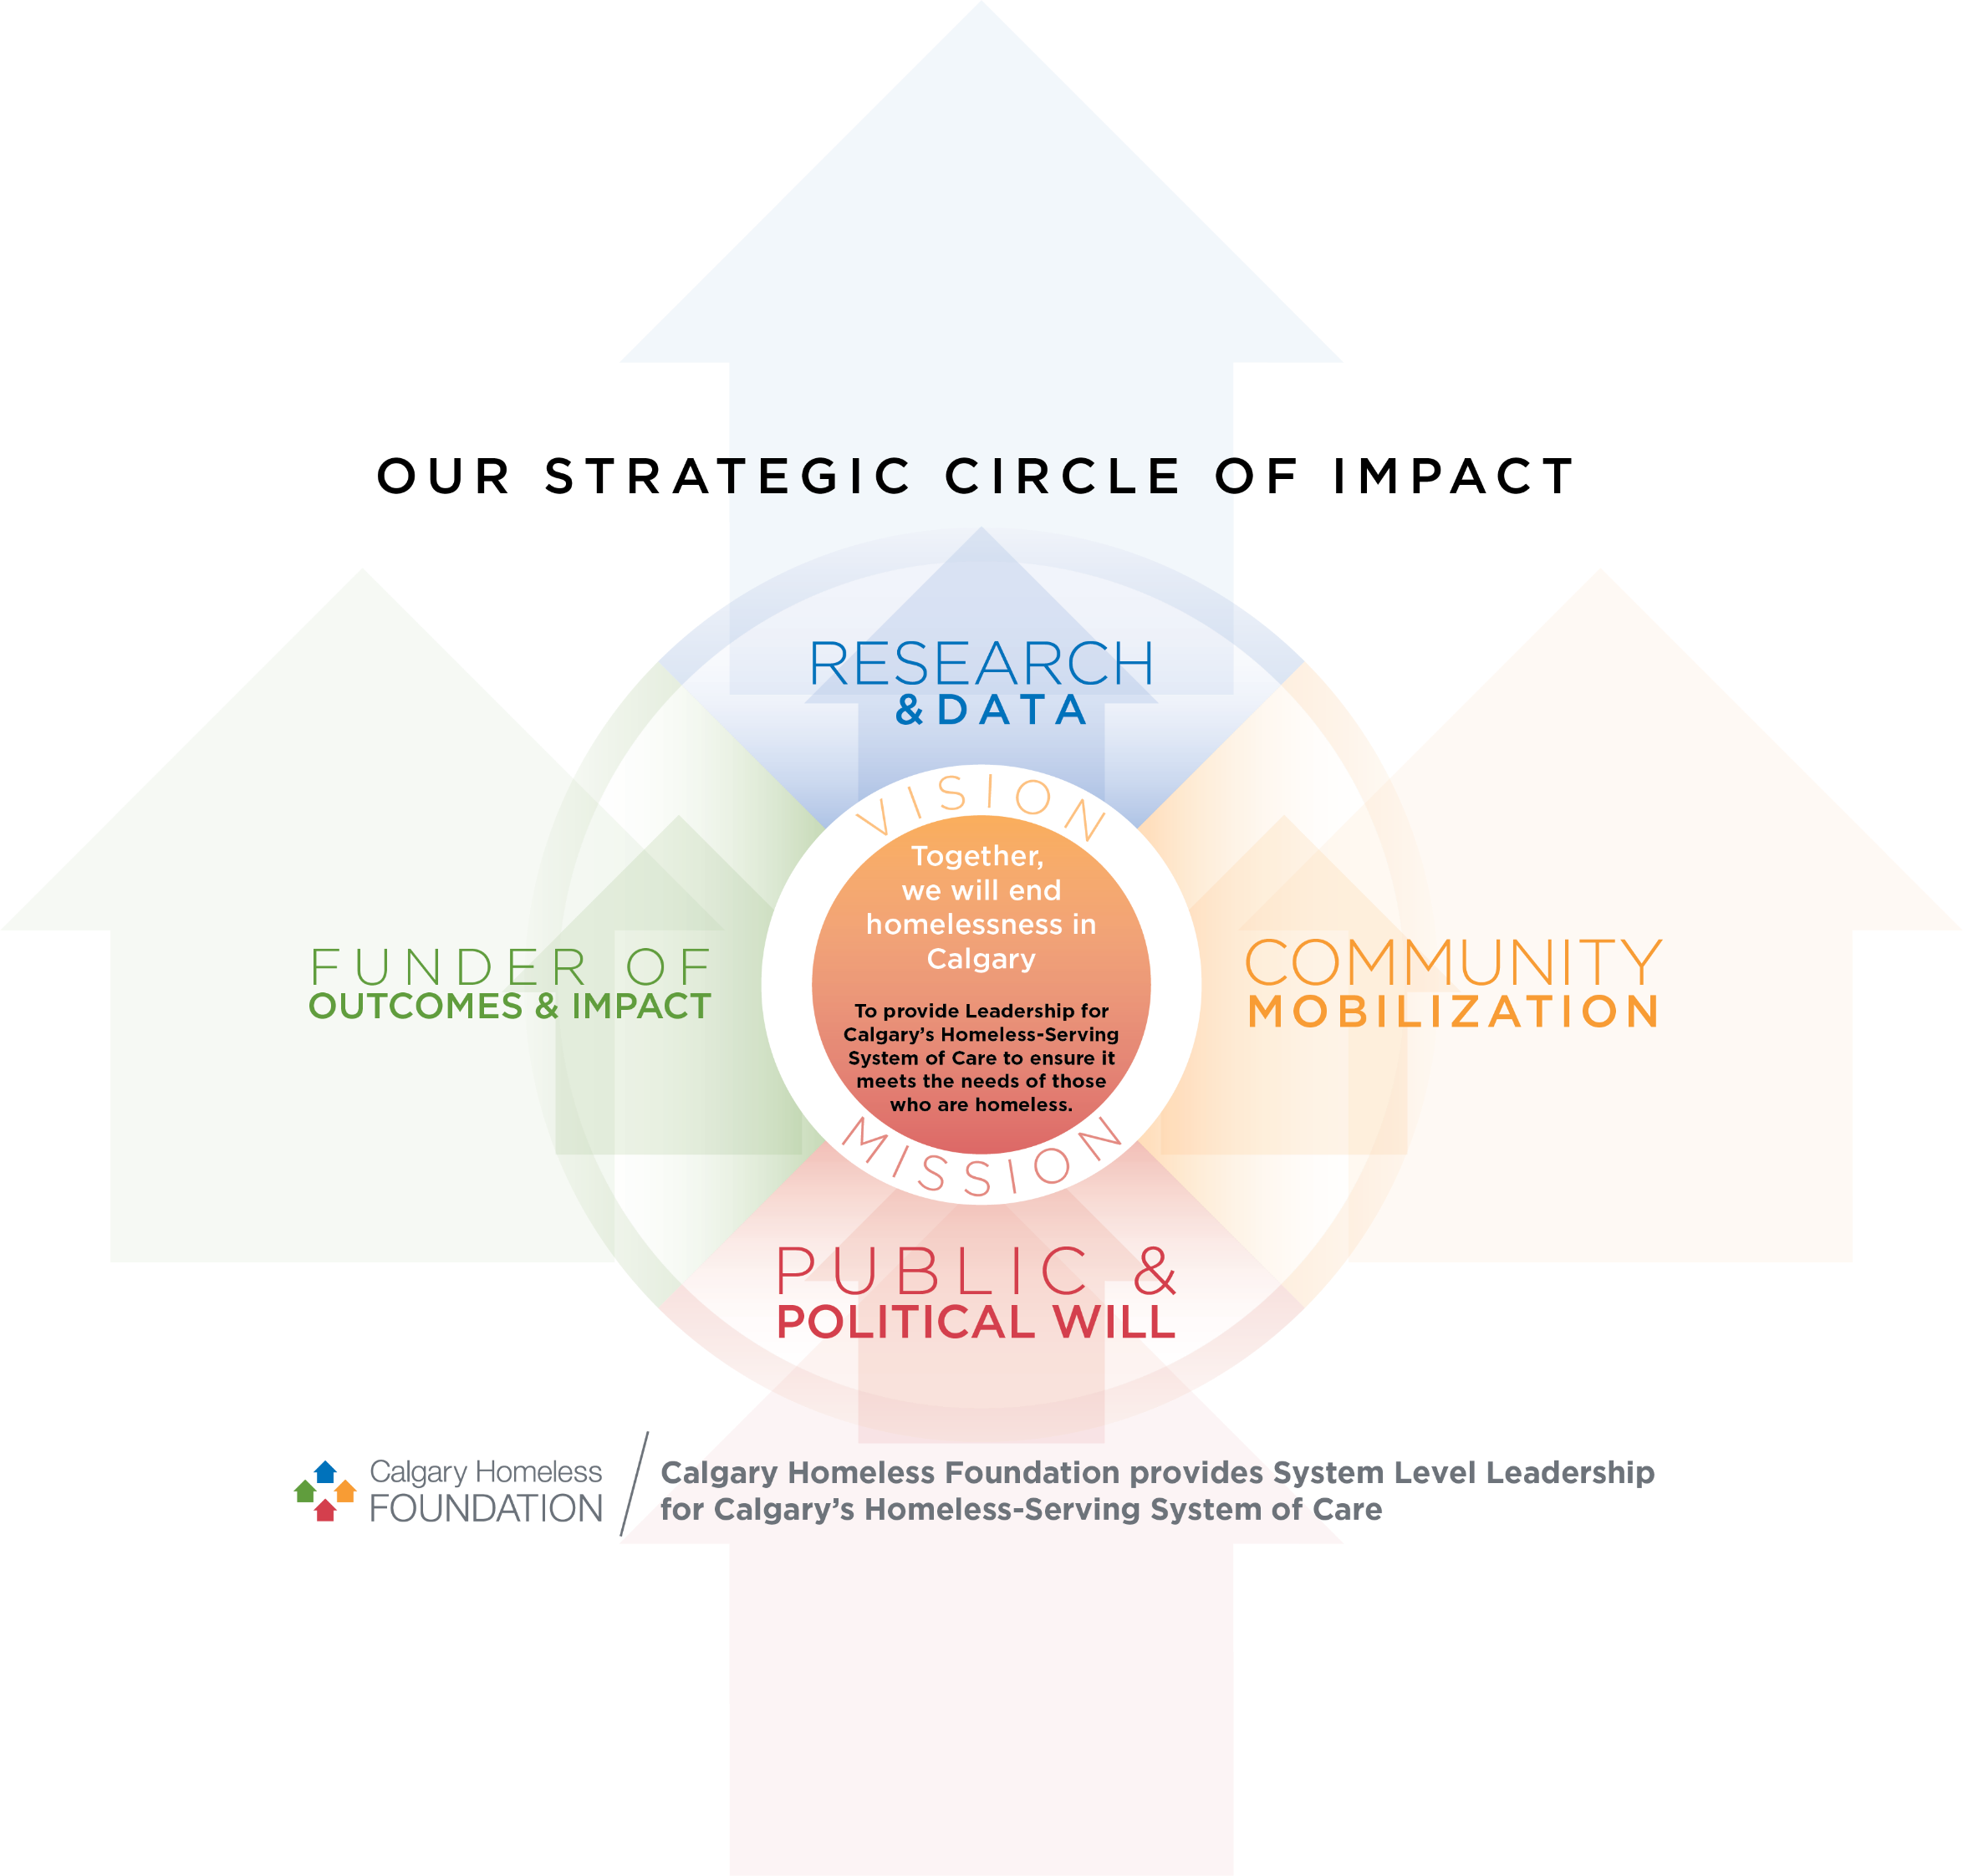 OUR STRATEGIC CIRCLE OF IMPACT
RESEARCH
& DATA
FUNDER OF
OUTCOMES & IMPACT
VISION
Together,
we will end
homelessness in
Calgary
To provide Leadership for
Calgary’s Homeless-Serving
System of Care to ensure it
meets the needs of those
who are homeless.
MISSION
COMMUNITY
MOBILIZATION
PUBLIC &
POLITICAL WILL
Calgary Homeless
FOUNDATION
Calgary Homeless Foundation provides System Level Leadership
for Calgary’s Homeless-Serving System of Care